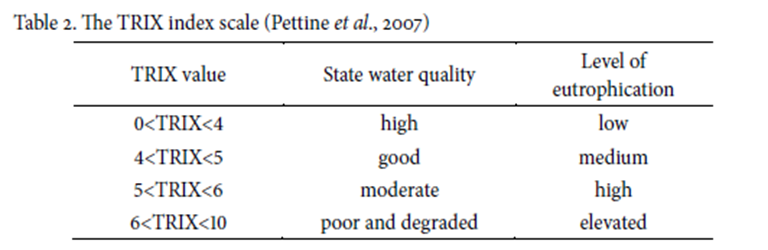 Table 2. The TRIX index scale (Pettine et al., 2007)
TRIX value State water quality Level of eutrophication
0<TRIX<4 high low
4<TRIX<5 good medium
5<TRIX<6 moderate high
6<TRIX<10 poor and degraded elevated